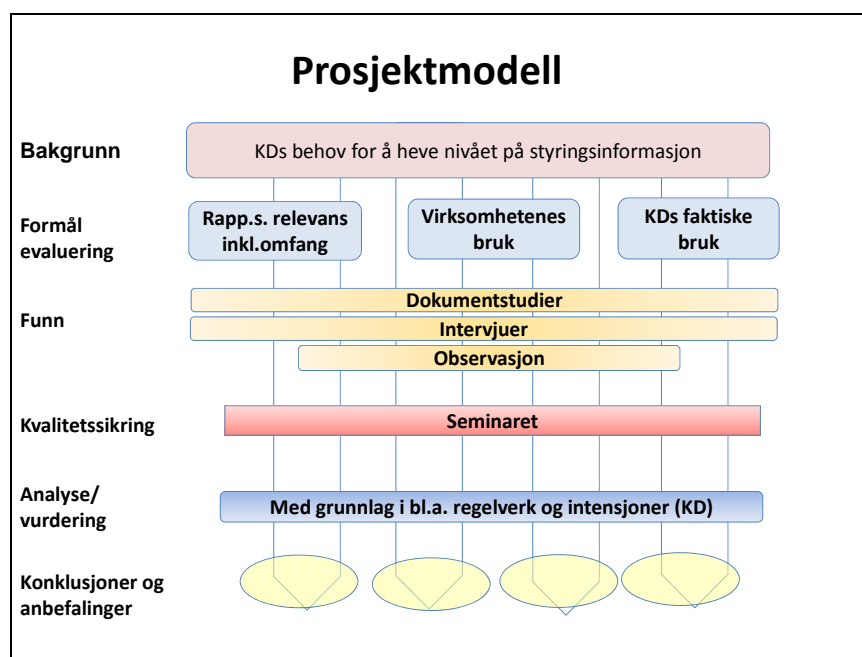 Prosjektmodell
Bakgrunn
KDs behov for å heve nivået på styringsinformasjon
Formål
evaluering
Rapp.s. relevans
inkl.omfang
Virksomhetenes
bruk
KDs faktiske
bruk
Funn
Dokumentstudier
Intervjuer
Observasjon
Kvalitetssikring
Seminaret
Analyse/
vurdering
Med grunnlag i bl.a. regelverk og intensjoner (KD)
Konklusjoner og
anbefalinger